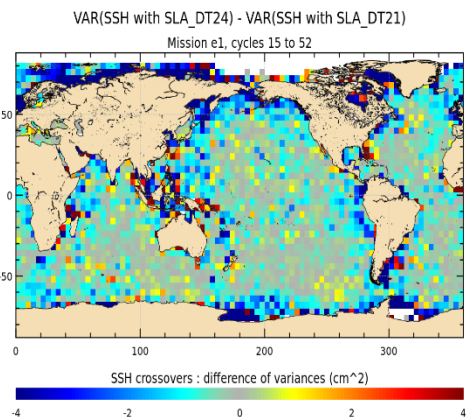 VAR(SSH with SLA_DT24) - VAR(SSH with SLA_DT21)
Mission e1, cycles 15 to 52
50
0
-50
0 100 200 300
SSH crossovers : difference of variances (cm^2)
-4 -2 0 2 4